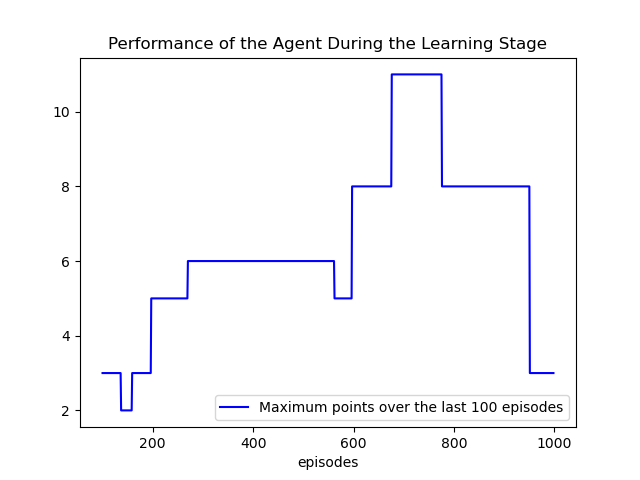 Performance of the Agent During the Learning Stage
10
8
6
4
2
Maximum points over the last 100 episodes
200 400 600 800 1000
episodes